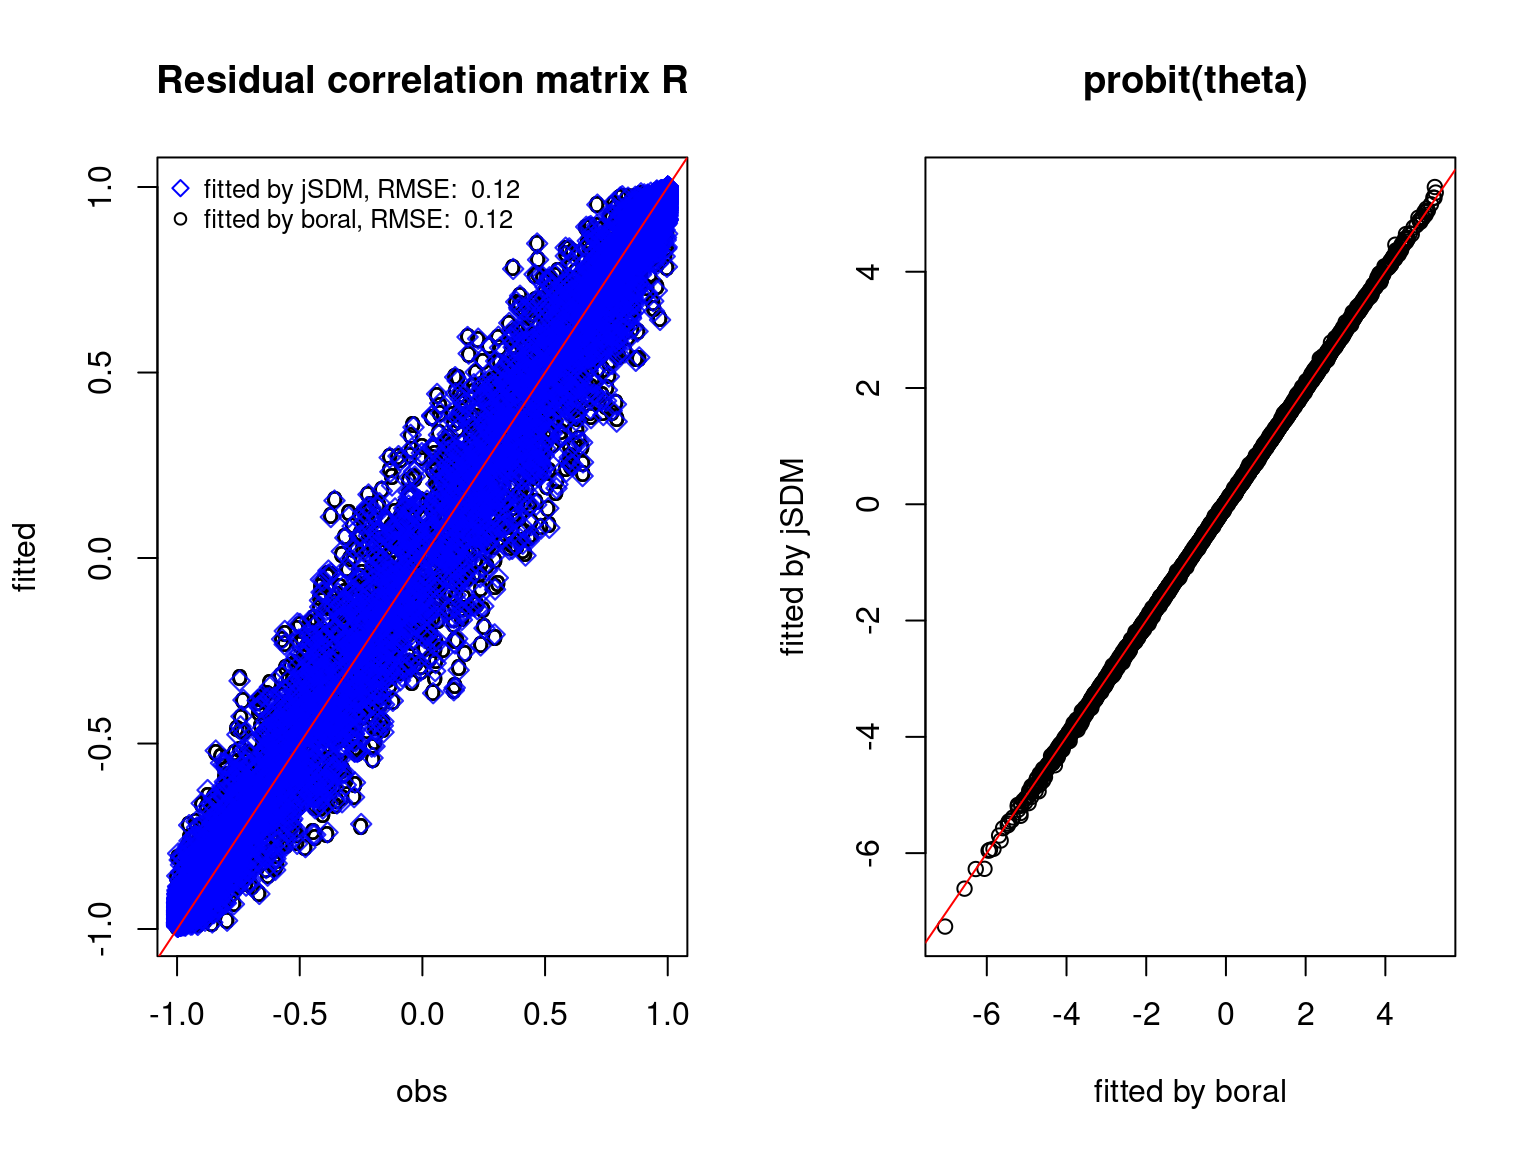 Residual correlation matrix R
fitted by jSDM, RMSE: 0.12
fitted by boral, RMSE: 0.12
1.0
0.5
0.0
-0.5
-1.0
fitted
-1.0 -0.5 0.0 0.5 1.0
obs
probit(theta)
4
2
0
-2
-4
-6
fitted by jSDM
-6 -4 -2 0 2 4
fitted by boral